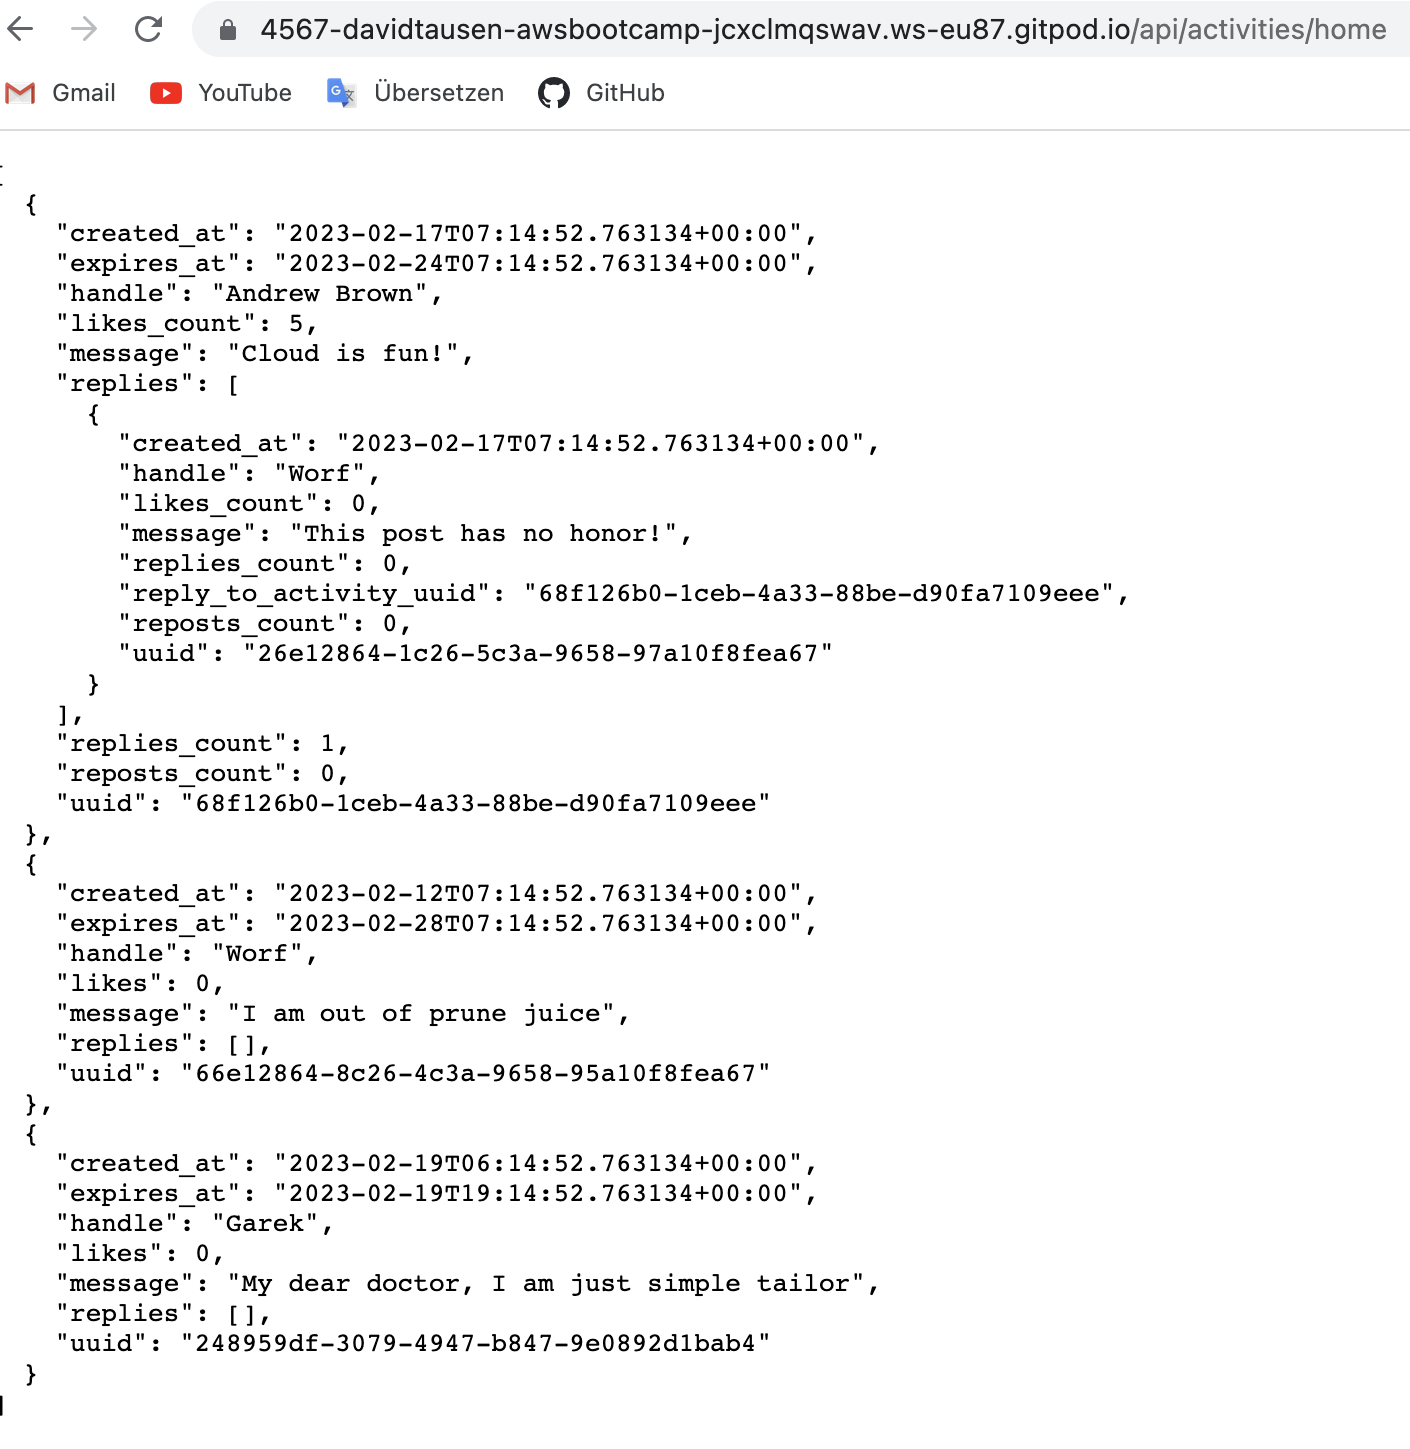 4567-davidtausen-awsbootcamp-jcxclmqswav.ws-eu87.gitpod.io/api/activities/home
Gmail YouTube Übersetzen GitHub
[
  {
    "created_at": "2023-02-17T07:14:52.763134+00:00",
    "expires_at": "2023-02-24T07:14:52.763134+00:00",
    "handle": "Andrew Brown",
    "likes_count": 5,
    "message": "Cloud is fun!",
    "replies": [
      {
        "created_at": "2023-02-17T07:14:52.763134+00:00",
        "handle": "Worf",
        "likes_count": 0,
        "message": "This post has no honor!",
        "replies_count": 0,
        "reply_to_activity_uuid": "68f126b0-1ceb-4a33-88be-d90fa7109eee",
        "reposts_count": 0,
        "uuid": "26e12864-1c26-5c3a-9658-97a10f8fea67"
      }
    ],
    "replies_count": 1,
    "reposts_count": 0,
    "uuid": "68f126b0-1ceb-4a33-88be-d90fa7109eee"
  },
  {
    "created_at": "2023-02-12T07:14:52.763134+00:00",
    "expires_at": "2023-02-28T07:14:52.763134+00:00",
    "handle": "Worf",
    "likes": 0,
    "message": "I am out of prune juice",
    "replies": [],
    "uuid": "66e12864-8c26-4c3a-9658-95a10f8fea67"
  },
  {
    "created_at": "2023-02-19T06:14:52.763134+00:00",
    "expires_at": "2023-02-19T19:14:52.763134+00:00",
    "handle": "Garek",
    "likes": 0,
    "message": "My dear doctor, I am just simple tailor",
    "replies": [],
    "uuid": "248959df-3079-4947-b847-9e0892d1bab4"
  }
]